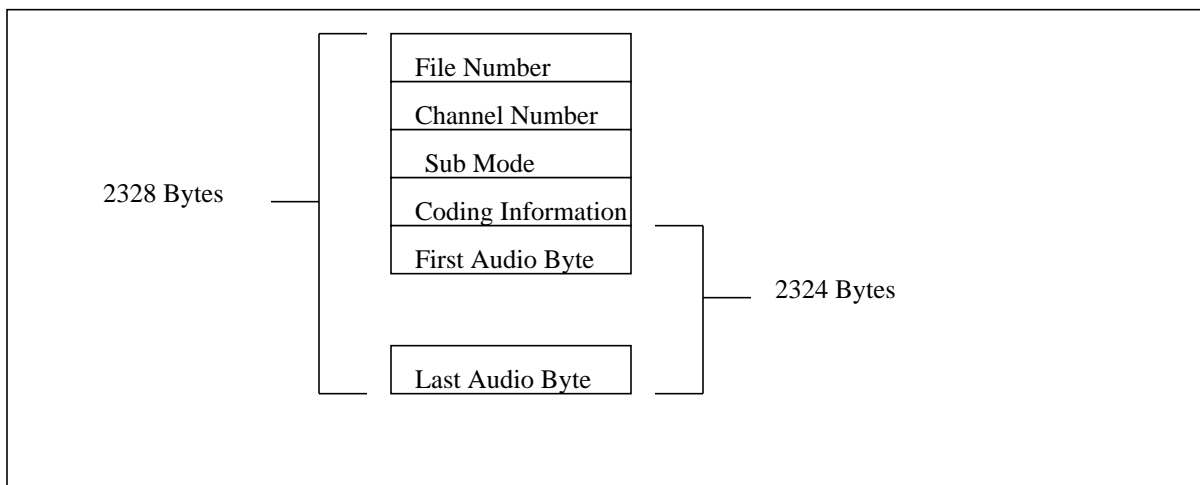 File Number
Channel Number
Sub Mode
2328 Bytes
Coding Information
First Audio Byte
2324 Bytes
Last Audio Byte